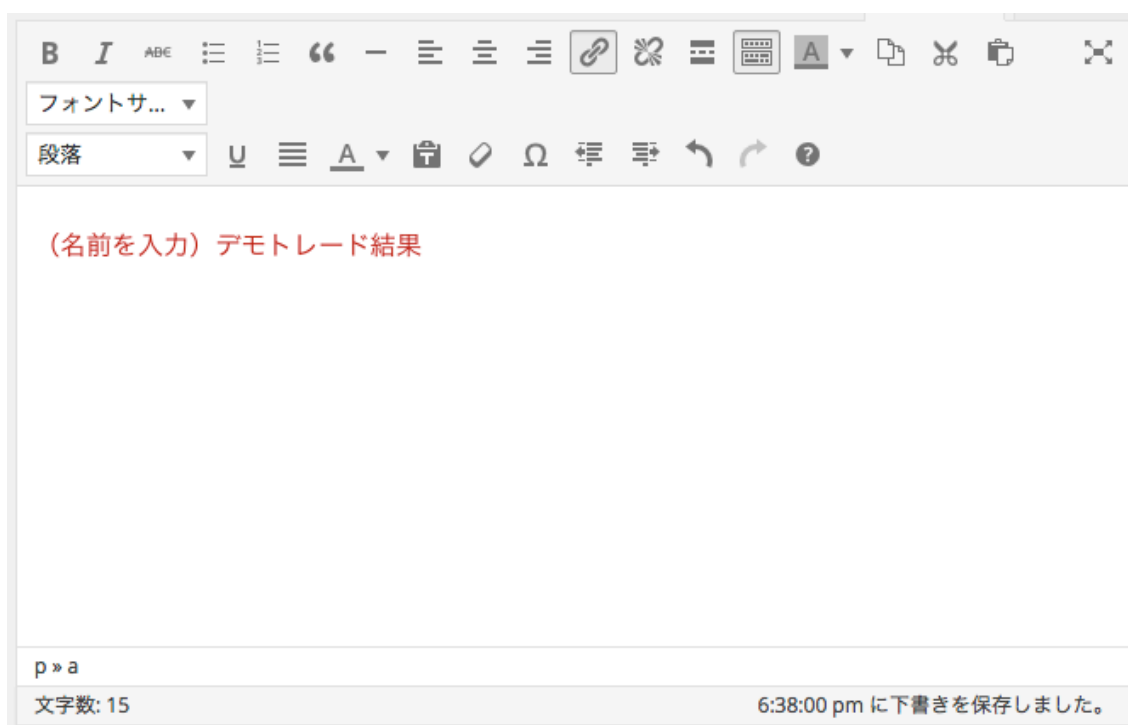 B I ABE
フォントサ...
段落 U A Ω
（名前を入力）デモトレード結果
p » a
文字数: 15 6:38:00 pm に下書きを保存しました。